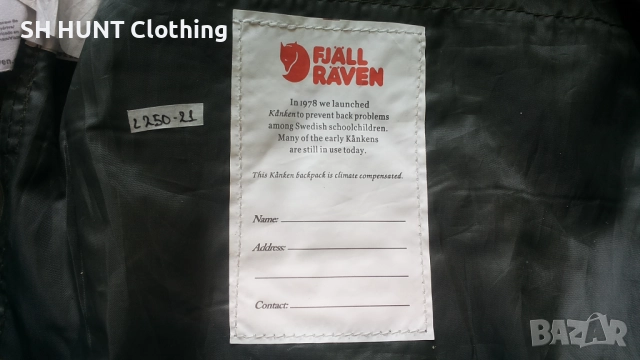 SH HUNT Clothing
FJÄLL
RÄVEN
In 1978 we launched
Kånken to prevent back problems
among Swedish schoolchildren.
Many of the early Kånkens
are still in use today.
This Kånken backpack is climate compensated.
Name:
Address:
Contact:
L250-21
BAZAR
bg